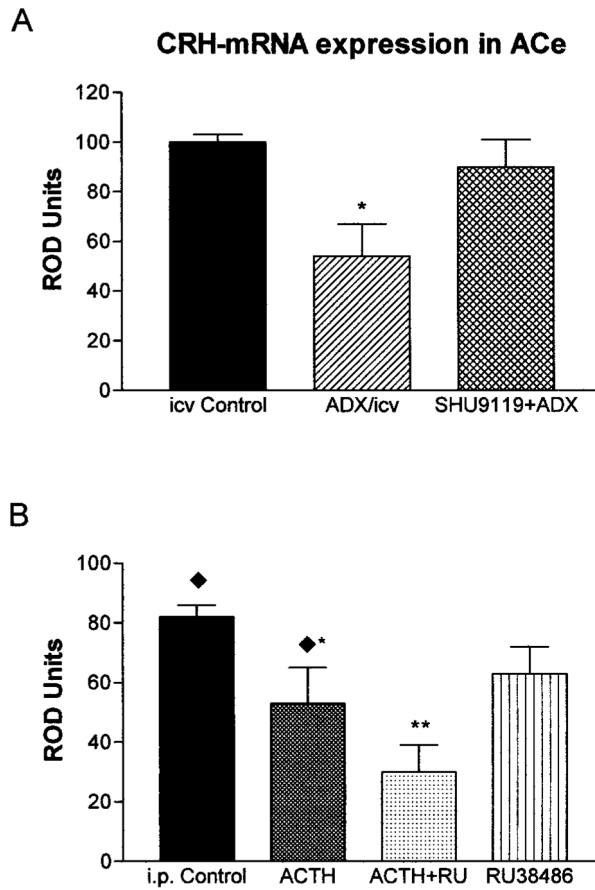 A
CRH-mRNA expression in ACe
120
100
80
60
40
20
0
ROD Units
*
icv Control ADX/icv SHU9119+ADX
B
100
80
60
40
20
0
ROD Units
◆
◆*
**
i.p. Control ACTH ACTH+RU RU38486